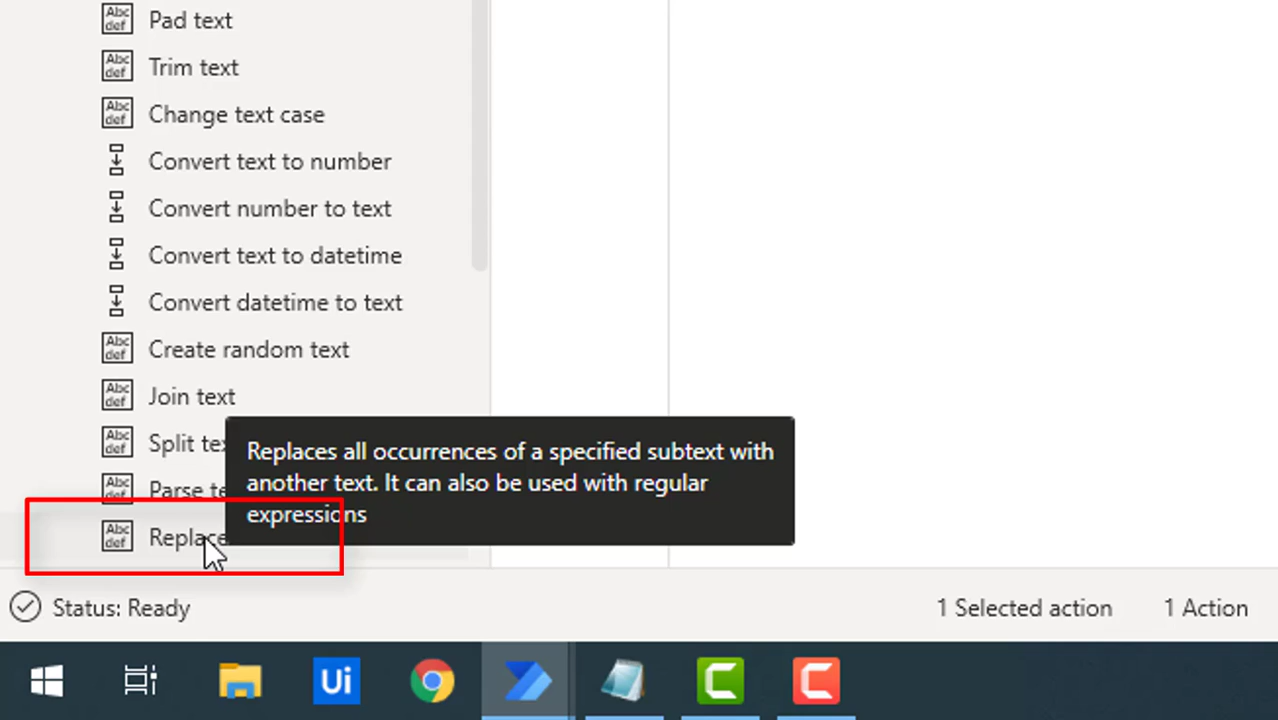 Pad text
Trim text
Change text case
Convert text to number
Convert number to text
Convert text to datetime
Convert datetime to text
Create random text
Join text
Split te
Parse te
Replace
Replaces all occurrences of a specified subtext with
another text. It can also be used with regular
expressions
Status: Ready
1 Selected action
1 Action
Ui
C
C